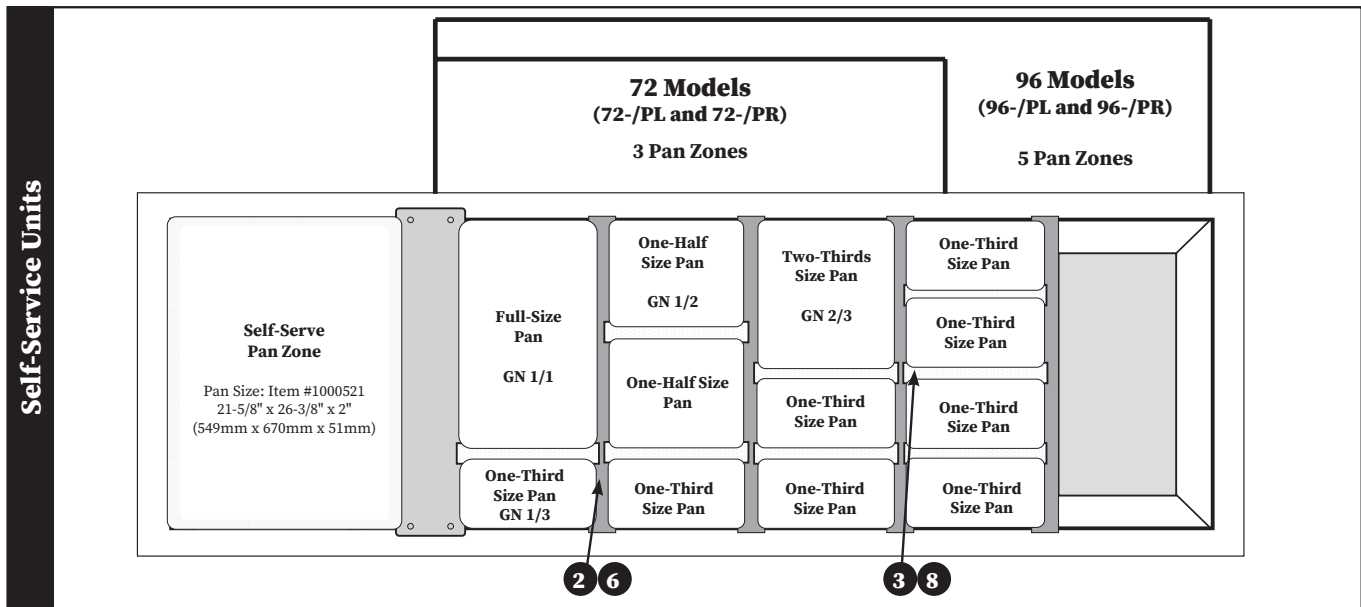 Self-Service Units
72 Models
(72-/PL and 72-/PR)
3 Pan Zones
96 Models
(96-/PL and 96-/PR)
5 Pan Zones
Self-Serve
Pan Zone
Pan Size: Item #1000521
21-5/8" x 26-3/8" x 2"
(549mm x 670mm x 51mm)
Full-Size
Pan
GN 1/1
One-Third
Size Pan
GN 1/3
One-Half
Size Pan
GN 1/2
One-Half Size
Pan
One-Third
Size Pan
Two-Thirds
Size Pan
GN 2/3
One-Third
Size Pan
One-Third
Size Pan
One-Third
Size Pan
One-Third
Size Pan
One-Third
Size Pan
One-Third
Size Pan
2 6
3 8